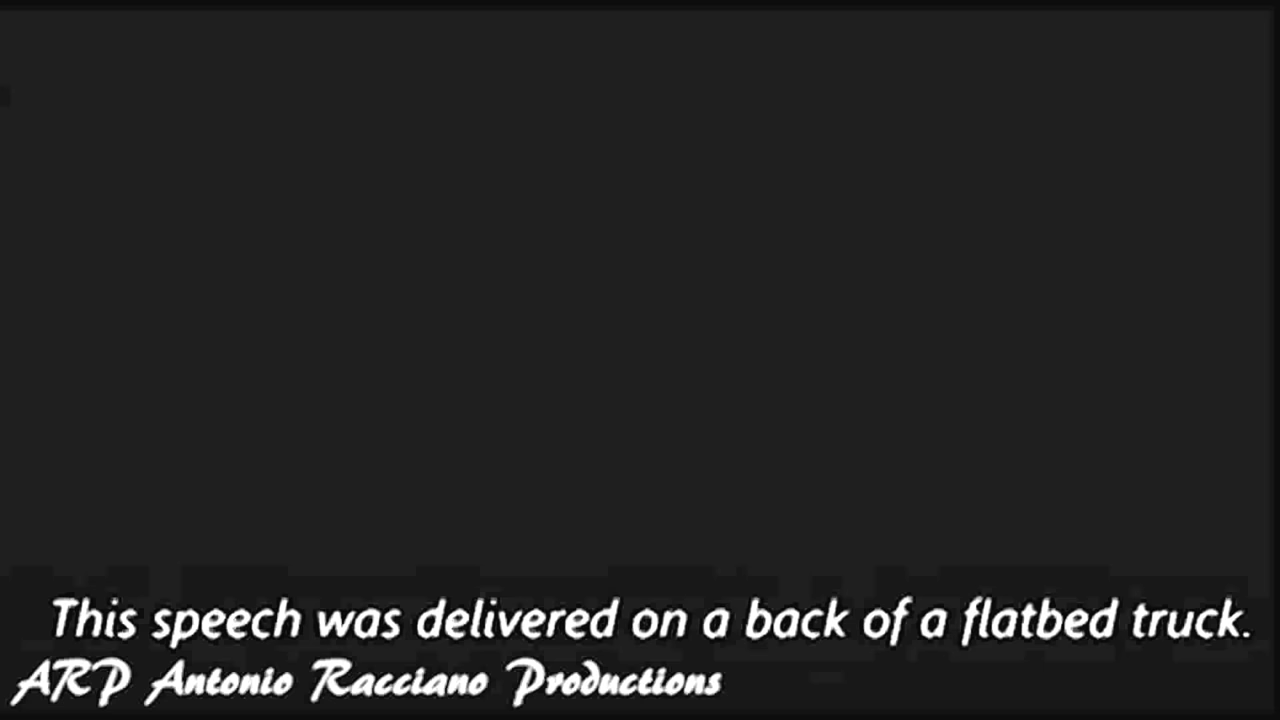 This speech was delivered on a back of a flatbed truck.
ARP Antonio Racciano Productions